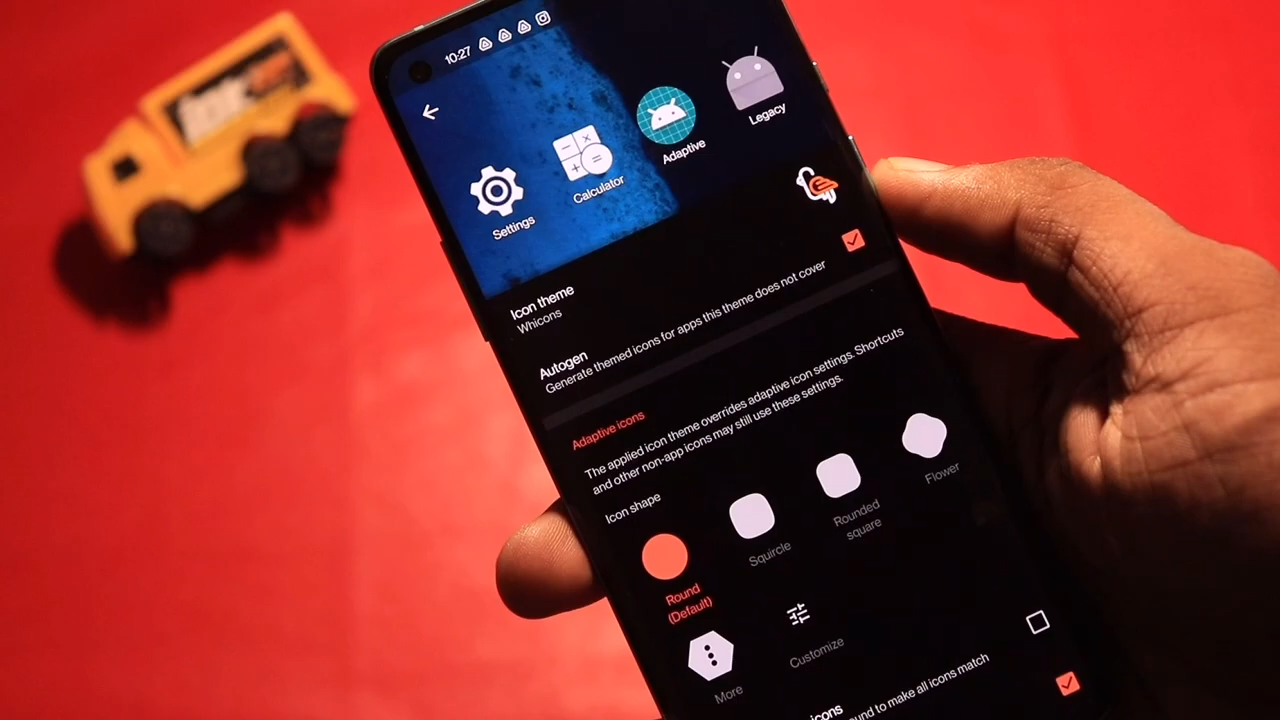 10:27
Settings
Calculator
Adaptive
Legacy
Icon theme
Whicons
Autogen
Generate themed icons for apps this theme does not cover
Adaptive icons
The applied icon theme overrides adaptive icon settings. Shortcuts
and other non-app icons may still use these settings.
Icon shape
Round
(Default)
Squircle
Rounded
square
Flower
More
Customize
icons
to make all icons match